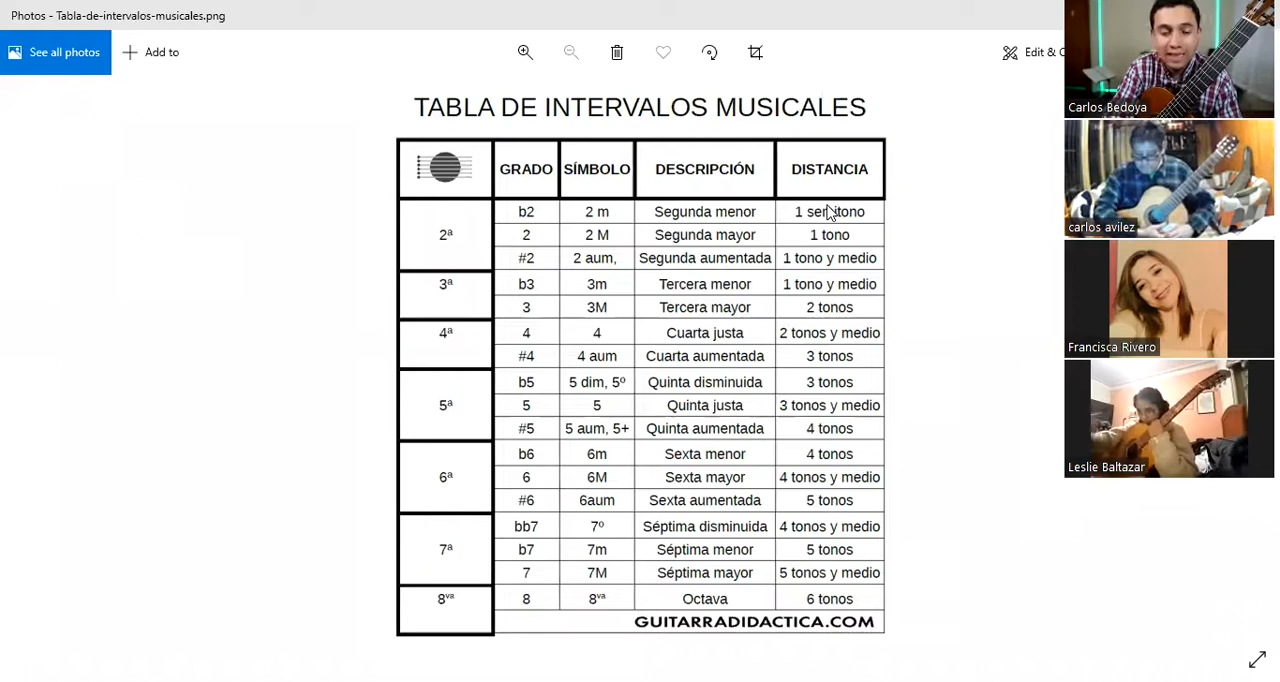 Photos - Tabla-de-intervalos-musicales.png
See all photos
Add to
Edit & C
TABLA DE INTERVALOS MUSICALES
GRADO SÍMBOLO DESCRIPCIÓN DISTANCIA
2ª
b2 2 m Segunda menor 1 semitono
2 2 M Segunda mayor 1 tono
#2 2 aum, Segunda aumentada 1 tono y medio
3ª
b3 3m Tercera menor 1 tono y medio
3 3M Tercera mayor 2 tonos
4ª
4 4 Cuarta justa 2 tonos y medio
#4 4 aum Cuarta aumentada 3 tonos
5ª
b5 5 dim, 5º Quinta disminuida 3 tonos
5 5 Quinta justa 3 tonos y medio
#5 5 aum, 5+ Quinta aumentada 4 tonos
6ª
b6 6m Sexta menor 4 tonos
6 6M Sexta mayor 4 tonos y medio
#6 6aum Sexta aumentada 5 tonos
7ª
bb7 7º Séptima disminuida 4 tonos y medio
b7 7m Séptima menor 5 tonos
7 7M Séptima mayor 5 tonos y medio
8ᵛᵃ
8 8ᵛᵃ Octava 6 tonos
GUITARRADIDACTICA.COM
Carlos Bedoya
carlos avilez
Francisca Rivero
Leslie Baltazar